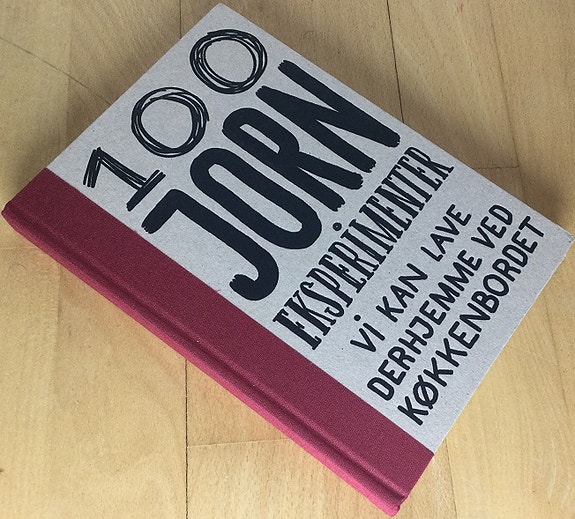 100
JORN
EKSPERIMENTER
Vi KAN LAVE
DERHJEMME VED
KØKKENBORDET